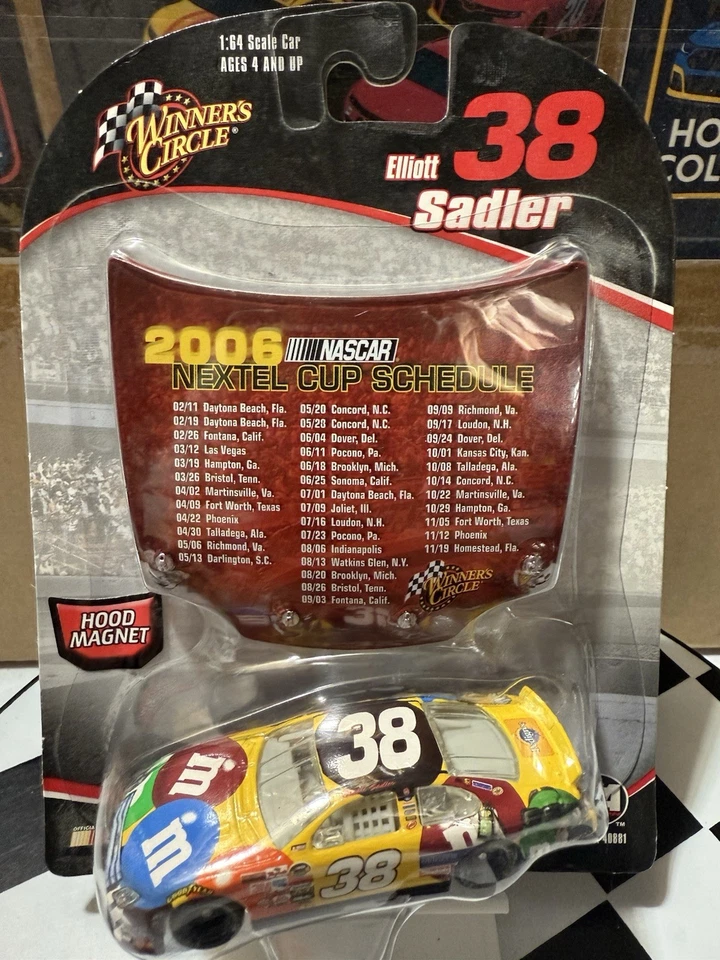 1:64 Scale Car
AGES 4 AND UP
WINNER'S
CIRCLE®
38
Elliott
Sadler
HO
COL
2006 NASCAR
NEXTEL CUP SCHEDULE
02/11 Daytona Beach, Fla.
02/19 Daytona Beach, Fla.
02/26 Fontana, Calif.
03/12 Las Vegas
03/19 Hampton, Ga.
03/26 Bristol, Tenn.
04/02 Martinsville, Va.
04/09 Fort Worth, Texas
04/22 Phoenix
04/30 Talladega, Ala.
05/06 Richmond, Va.
05/13 Darlington, S.C.
05/20 Concord, N.C.
05/28 Concord, N.C.
06/04 Dover, Del.
06/11 Pocono, Pa.
06/18 Brooklyn, Mich.
06/25 Sonoma, Calif.
07/01 Daytona Beach, Fla.
07/09 Joliet, Ill.
07/16 Loudon, N.H.
07/23 Pocono, Pa.
08/06 Indianapolis
08/13 Watkins Glen, N.Y.
08/20 Brooklyn, Mich.
08/26 Bristol, Tenn.
09/03 Fontana, Calif.
09/09 Richmond, Va.
09/17 Loudon, N.H.
09/24 Dover, Del.
10/01 Kansas City, Kan.
10/08 Talladega, Ala.
10/14 Concord, N.C.
10/22 Martinsville, Va.
10/29 Hampton, Ga.
11/05 Fort Worth, Texas
11/12 Phoenix
11/19 Homestead, Fla.
WINNER'S
CIRCLE
HOOD
MAGNET
38
m
m
m
38
GOODYEAR
40881